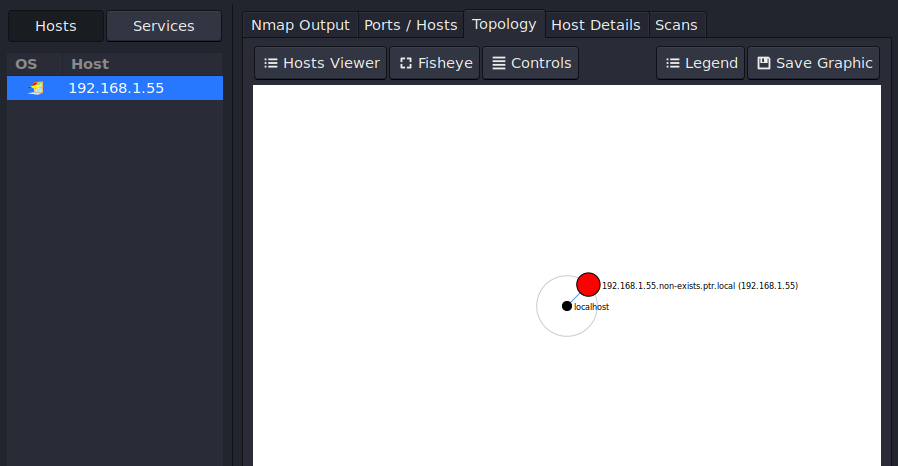 Hosts Services
OS Host
192.168.1.55
Nmap Output Ports / Hosts Topology Host Details Scans
Hosts Viewer Fisheye Controls Legend Save Graphic
192.168.1.55.non-exists.ptr.local (192.168.1.55)
localhost